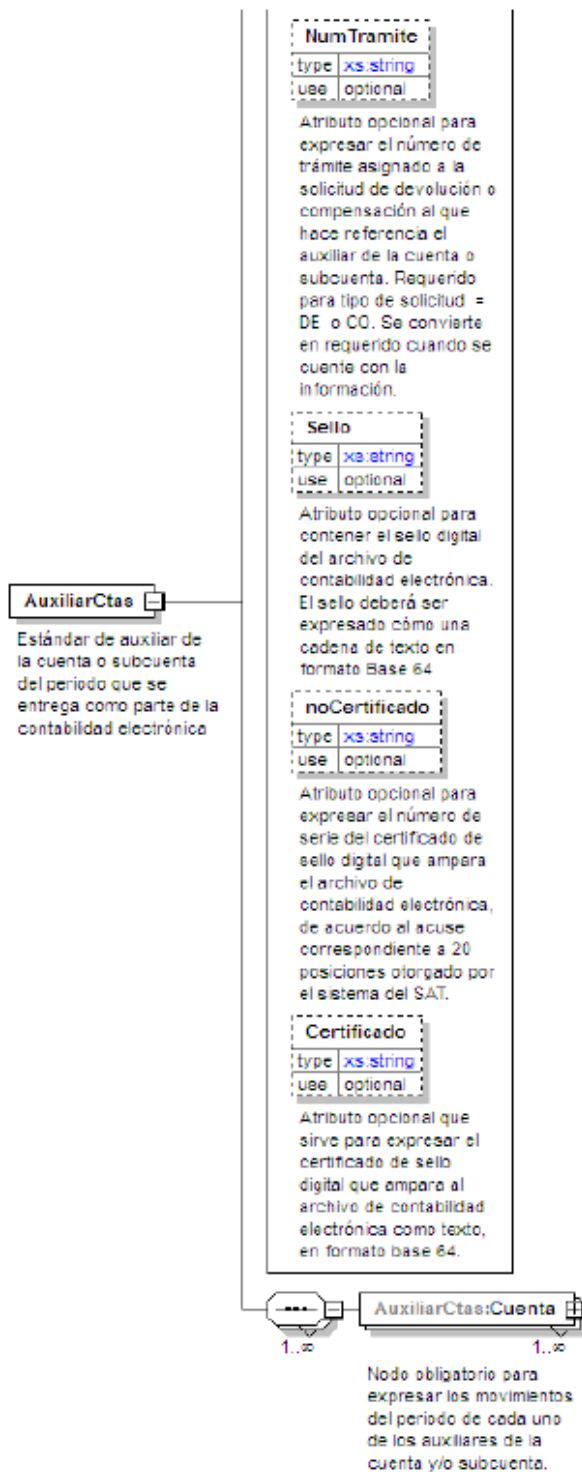 NumTramite
type xs:string
use optional
Atributo opcional para
expresar el número de
trámite asignado a la
solicitud de devolución o
compensación al que
hace referencia el
auxiliar de la cuenta o
subcuenta. Requerido
para tipo de solicitud =
DE o CO. Se convierte
en requerido cuando se
cuente con la
información.
Sello
type xs:string
use optional
Atributo opcional para
contener el sello digital
del archivo de
contabilidad electrónica.
El sello deberá ser
expresado cómo una
cadena de texto en
formato Base 64
AuxiliarCtas
Estándar de auxiliar de
la cuenta o subcuenta
del periodo que se
entrega como parte de la
contabilidad electrónica
noCertificado
type xs:string
use optional
Atributo opcional para
expresar el número de
serie del certificado de
sello digital que ampara
el archivo de
contabilidad electrónica,
de acuerdo al acuse
correspondiente a 20
posiciones otorgado por
el sistema del SAT.
Certificado
type xs:string
use optional
Atributo opcional que
sirve para expresar el
certificado de sello
digital que ampara al
archivo de contabilidad
electrónica como texto,
en formato base 64.
AuxiliarCtas:Cuenta
1..∞ 1..∞
Nodo obligatorio para
expresar los movimientos
del periodo de cada uno
de los auxiliares de la
cuenta y/o subcuenta.